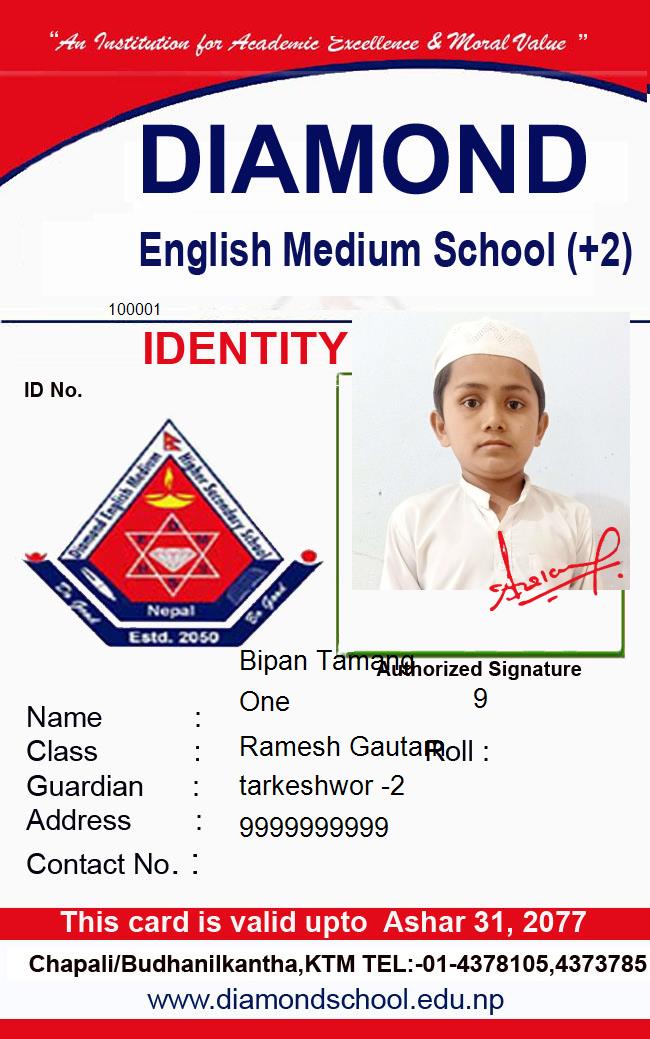 “An Institution for Academic Excellence & Moral Value ”
DIAMOND
English Medium School (+2)
100001
IDENTITY
ID No.
Diamond English Medium Higher Secondary School
E D M S H S
Do Good Be Good
Nepal
Estd. 2050
Bipan Tamang
Authorized Signature
One 9
Name :
Class : Ramesh Gautam Roll :
Guardian : tarkeshwor -2
Address : 9999999999
Contact No. :
This card is valid upto Ashar 31, 2077
Chapali/Budhanilkantha,KTM TEL:-01-4378105,4373785
www.diamondschool.edu.np